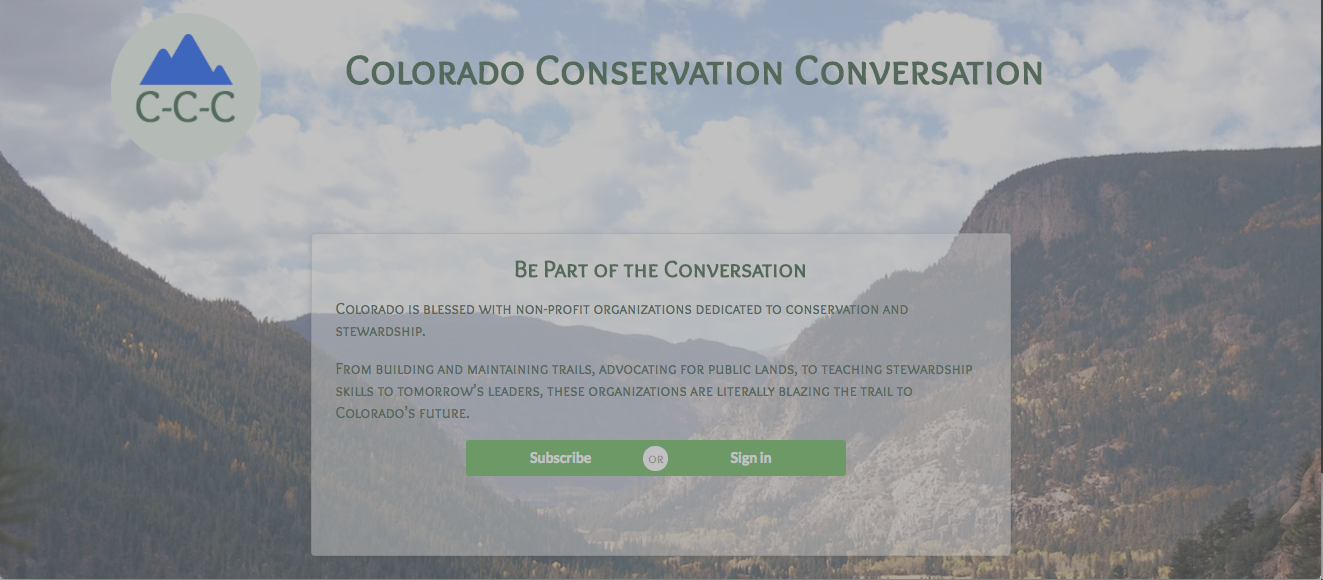 C-C-C
Colorado Conservation Conversation
Be Part of the Conversation
Colorado is blessed with non-profit organizations dedicated to conservation and
stewardship.
From building and maintaining trails, advocating for public lands, to teaching stewardship
skills to tomorrow's leaders, these organizations are literally blazing the trail to
Colorado's future.
Subscribe OR Sign in